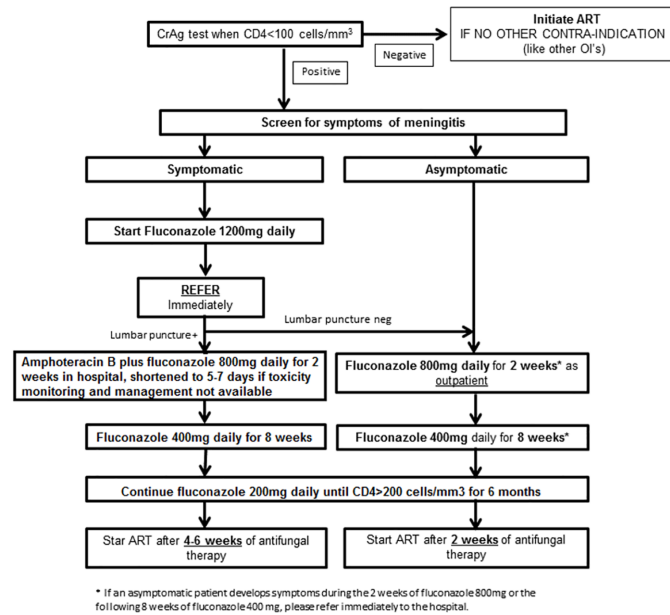 CrAg test when CD4<100 cells/mm3
Initiate ART
IF NO OTHER CONTRA-INDICATION
(like other OI's)
Negative
Positive
Screen for symptoms of meningitis
Symptomatic
Asymptomatic
Start Fluconazole 1200mg daily
REFER
Immediately
Lumbar puncture neg
Lumbar puncture+
Amphoteracin B plus fluconazole 800mg daily for 2
weeks in hospital, shortened to 5-7 days if toxicity
monitoring and management not available
Fluconazole 800mg daily for 2 weeks* as
outpatient
Fluconazole 400mg daily for 8 weeks
Fluconazole 400mg daily for 8 weeks*
Continue fluconazole 200mg daily until CD4>200 cells/mm3 for 6 months
Star ART after 4-6 weeks of antifungal
therapy
Start ART after 2 weeks of antifungal
therapy
* If an asymptomatic patient develops symptoms during the 2 weeks of fluconazole 800mg or the
following 8 weeks of fluconazole 400 mg, please refer immediately to the hospital.